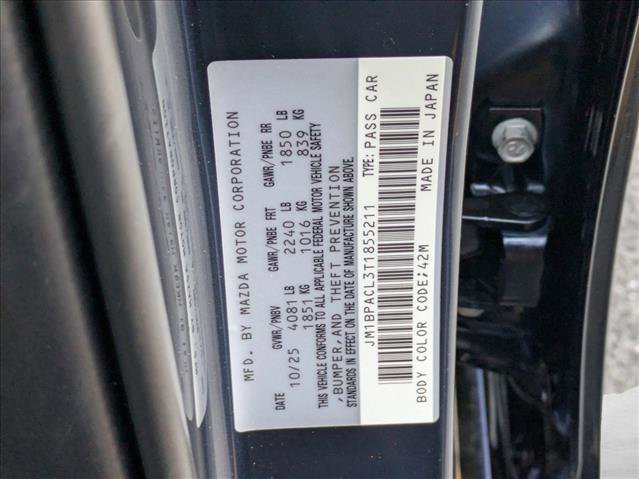 MFD. BY MAZDA MOTOR CORPORATION
DATE GVWR/PNBV GAWR/PNBE FRT GAWR/PNBE RR
10/25 4081 LB 2240 LB 1850 LB
1851 KG 1016 KG 839 KG
THIS VEHICLE CONFORMS TO ALL APPLICABLE FEDERAL MOTOR VEHICLE SAFETY
,BUMPER,AND THEFT PREVENTION
STANDARDS IN EFFECT ON THE DATE OF MANUFACTURE SHOWN ABOVE.
JM1BPACL3T1855211 TYPE: PASS CAR
BODY COLOR CODE:42M MADE IN JAPAN